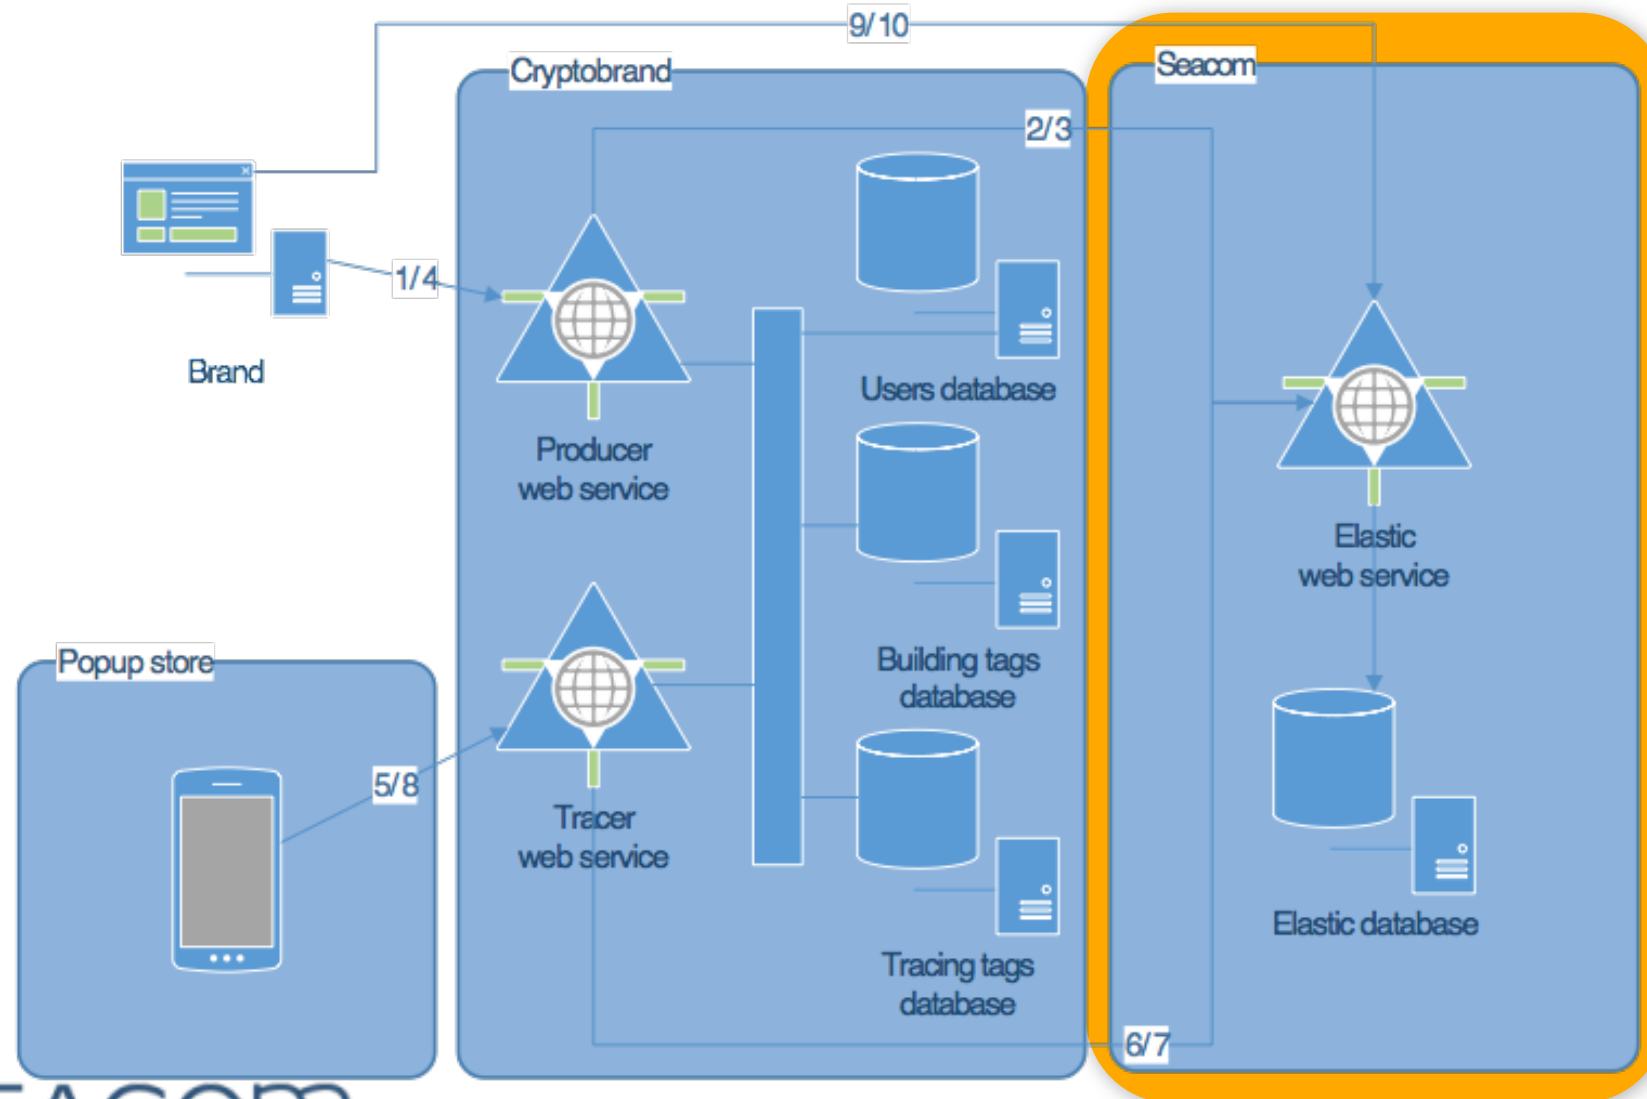 9/10
Cryptobrand
Seacom
2/3
1/4
Brand
Users database
Producer
web service
Elastic
web service
Popup store
Building tags
database
5/8
Tracer
web service
Elastic database
Tracing tags
database
6/7